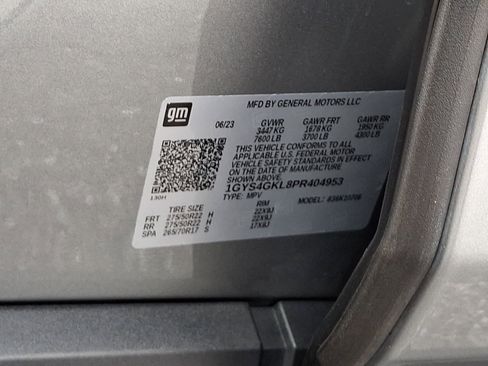 gm
MFD BY GENERAL MOTORS LLC
06/23 GVWR GAWR FRT GAWR RR
3447 KG 1678 KG 1950 KG
7600 LB 3700 LB 4300 LB
THIS VEHICLE CONFORMS TO ALL
APPLICABLE U.S. FEDERAL MOTOR
VEHICLE SAFETY STANDARDS IN EFFECT
ON THE DATE OF MANUFACTURE
SHOWN ABOVE.
1GYS4GKL8PR404953
TYPE: MPV MODEL:
130H
TIRE SIZE RIM
FRT 275/50R22 H 22X9J
RR 275/50R22 H 22X9J
SPA 265/70R17 S 17X8J